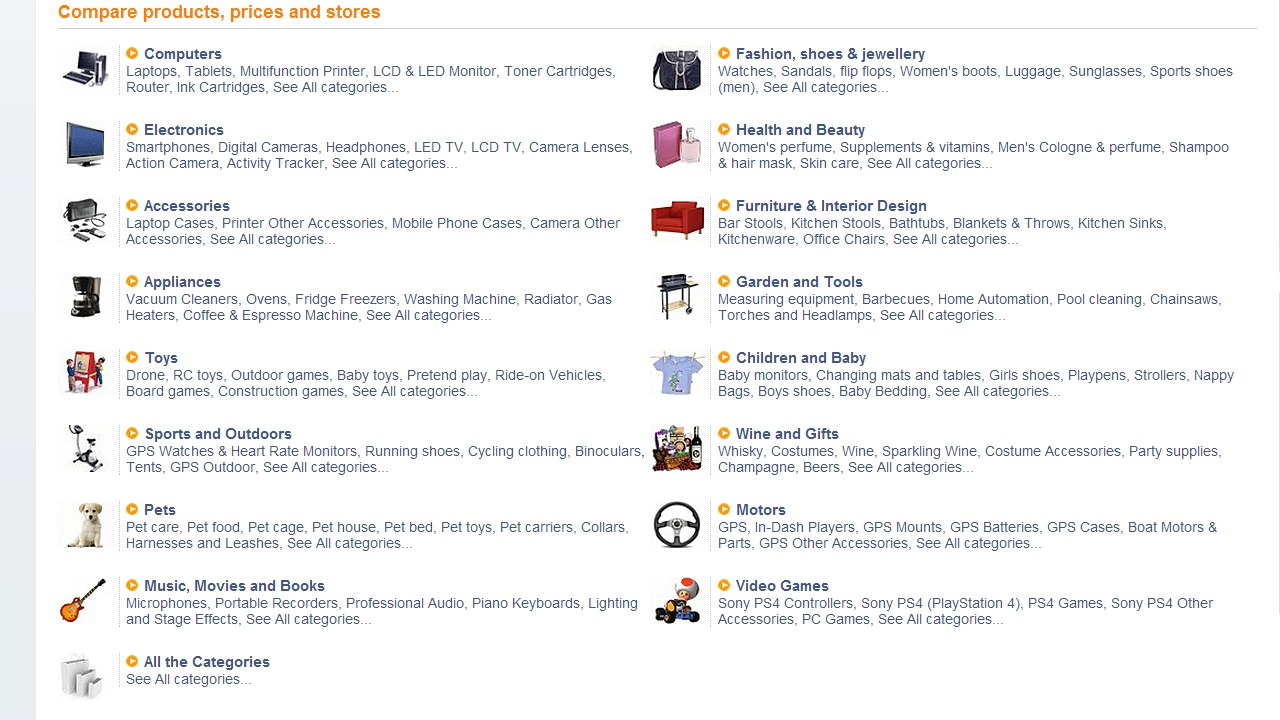 Compare products, prices and stores
Computers
Laptops, Tablets, Multifunction Printer, LCD & LED Monitor, Toner Cartridges,
Router, Ink Cartridges, See All categories...
Fashion, shoes & jewellery
Watches, Sandals, flip flops, Women's boots, Luggage, Sunglasses, Sports shoes
(men), See All categories...
Electronics
Smartphones, Digital Cameras, Headphones, LED TV, LCD TV, Camera Lenses,
Action Camera, Activity Tracker, See All categories...
Health and Beauty
Women's perfume, Supplements & vitamins, Men's Cologne & perfume, Shampoo
& hair mask, Skin care, See All categories...
Accessories
Laptop Cases, Printer Other Accessories, Mobile Phone Cases, Camera Other
Accessories, See All categories...
Furniture & Interior Design
Bar Stools, Kitchen Stools, Bathtubs, Blankets & Throws, Kitchen Sinks,
Kitchenware, Office Chairs, See All categories...
Appliances
Vacuum Cleaners, Ovens, Fridge Freezers, Washing Machine, Radiator, Gas
Heaters, Coffee & Espresso Machine, See All categories...
Garden and Tools
Measuring equipment, Barbecues, Home Automation, Pool cleaning, Chainsaws,
Torches and Headlamps, See All categories...
Toys
Drone, RC toys, Outdoor games, Baby toys, Pretend play, Ride-on Vehicles,
Board games, Construction games, See All categories...
Children and Baby
Baby monitors, Changing mats and tables, Girls shoes, Playpens, Strollers, Nappy
Bags, Boys shoes, Baby Bedding, See All categories...
Sports and Outdoors
GPS Watches & Heart Rate Monitors, Running shoes, Cycling clothing, Binoculars,
Tents, GPS Outdoor, See All categories...
Wine and Gifts
Whisky, Costumes, Wine, Sparkling Wine, Costume Accessories, Party supplies,
Champagne, Beers, See All categories...
Pets
Pet care, Pet food, Pet cage, Pet house, Pet bed, Pet toys, Pet carriers, Collars,
Harnesses and Leashes, See All categories...
Motors
GPS, In-Dash Players, GPS Mounts, GPS Batteries, GPS Cases, Boat Motors &
Parts, GPS Other Accessories, See All categories...
Music, Movies and Books
Microphones, Portable Recorders, Professional Audio, Piano Keyboards, Lighting
and Stage Effects, See All categories...
Video Games
Sony PS4 Controllers, Sony PS4 (PlayStation 4), PS4 Games, Sony PS4 Other
Accessories, PC Games, See All categories...
All the Categories
See All categories...